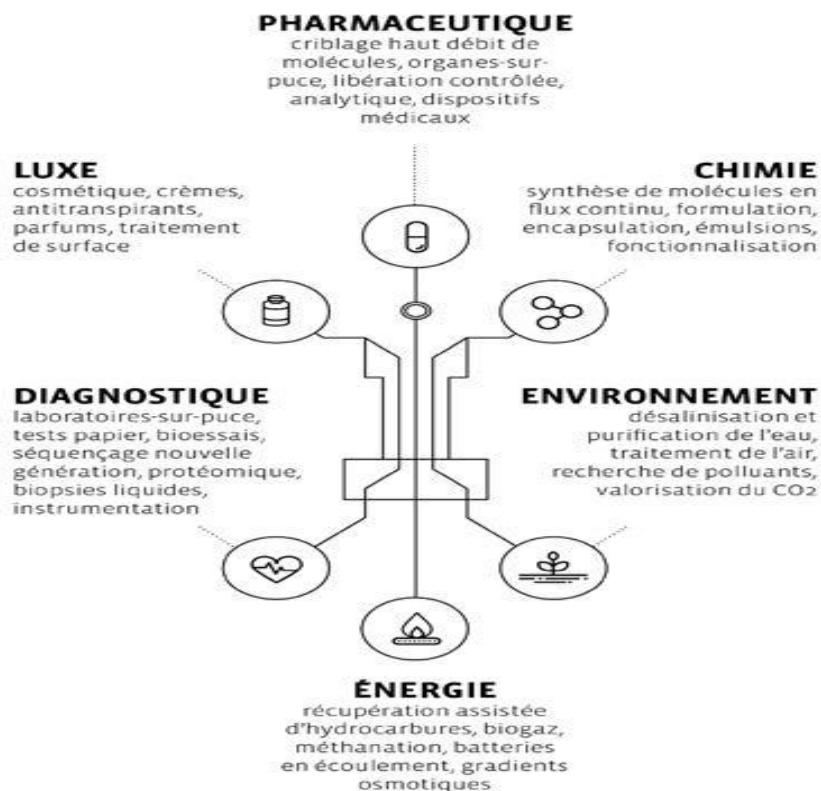 PHARMACEUTIQUE
criblage haut débit de
molécules, organes-sur-
puce, libération contrôlée,
analytique, dispositifs
médicaux
LUXE
cosmétique, crèmes,
antitranspirants,
parfums, traitement
de surface
CHIMIE
synthèse de molécules en
flux continu, formulation,
encapsulation, émulsions,
fonctionnalisation
DIAGNOSTIQUE
laboratoires-sur-puce,
tests papier, bioessais,
séquençage nouvelle
génération, protéomique,
biopsies liquides,
instrumentation
ENVIRONNEMENT
désalinisation et
purification de l'eau,
traitement de l'air,
recherche de polluants,
valorisation du CO2
ÉNERGIE
récupération assistée
d'hydrocarbures, biogaz,
méthanation, batteries
en écoulement, gradients
osmotiques